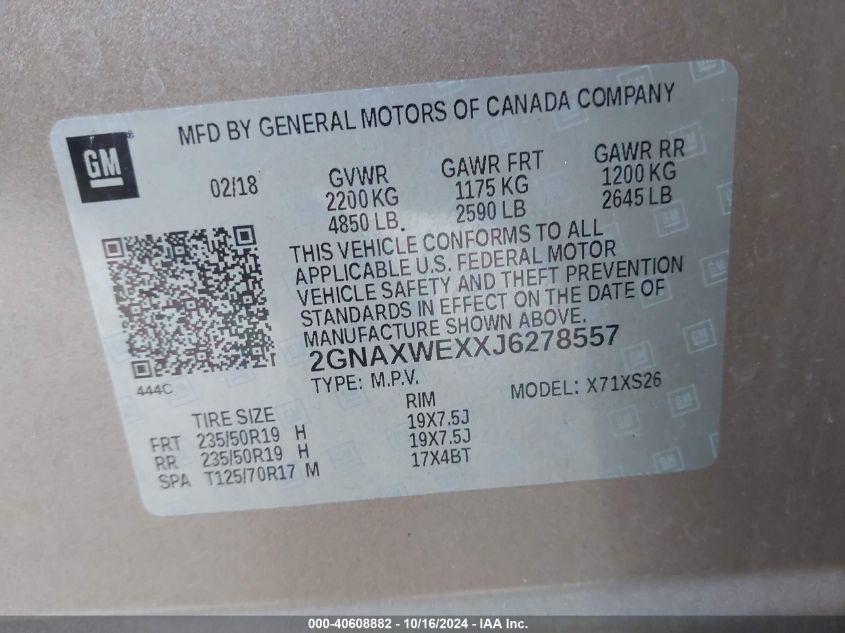 MFD BY GENERAL MOTORS OF CANADA COMPANY
GM
02/18
GVWR
2200 KG
4850 LB.
GAWR FRT
1175 KG
2590 LB
GAWR RR
1200 KG
2645 LB
THIS VEHICLE CONFORMS TO ALL
APPLICABLE U.S. FEDERAL MOTOR
VEHICLE SAFETY AND THEFT PREVENTION
STANDARDS IN EFFECT ON THE DATE OF
MANUFACTURE SHOWN ABOVE.
2GNAXWEXXJ6278557
TYPE: M.P.V.
MODEL: X71XS26
444C
TIRE SIZE RIM
FRT 235/50R19 H 19X7.5J
RR 235/50R19 H 19X7.5J
SPA T125/70R17 M 17X4BT
000-40608882 - 10/16/2024 - IAA Inc.